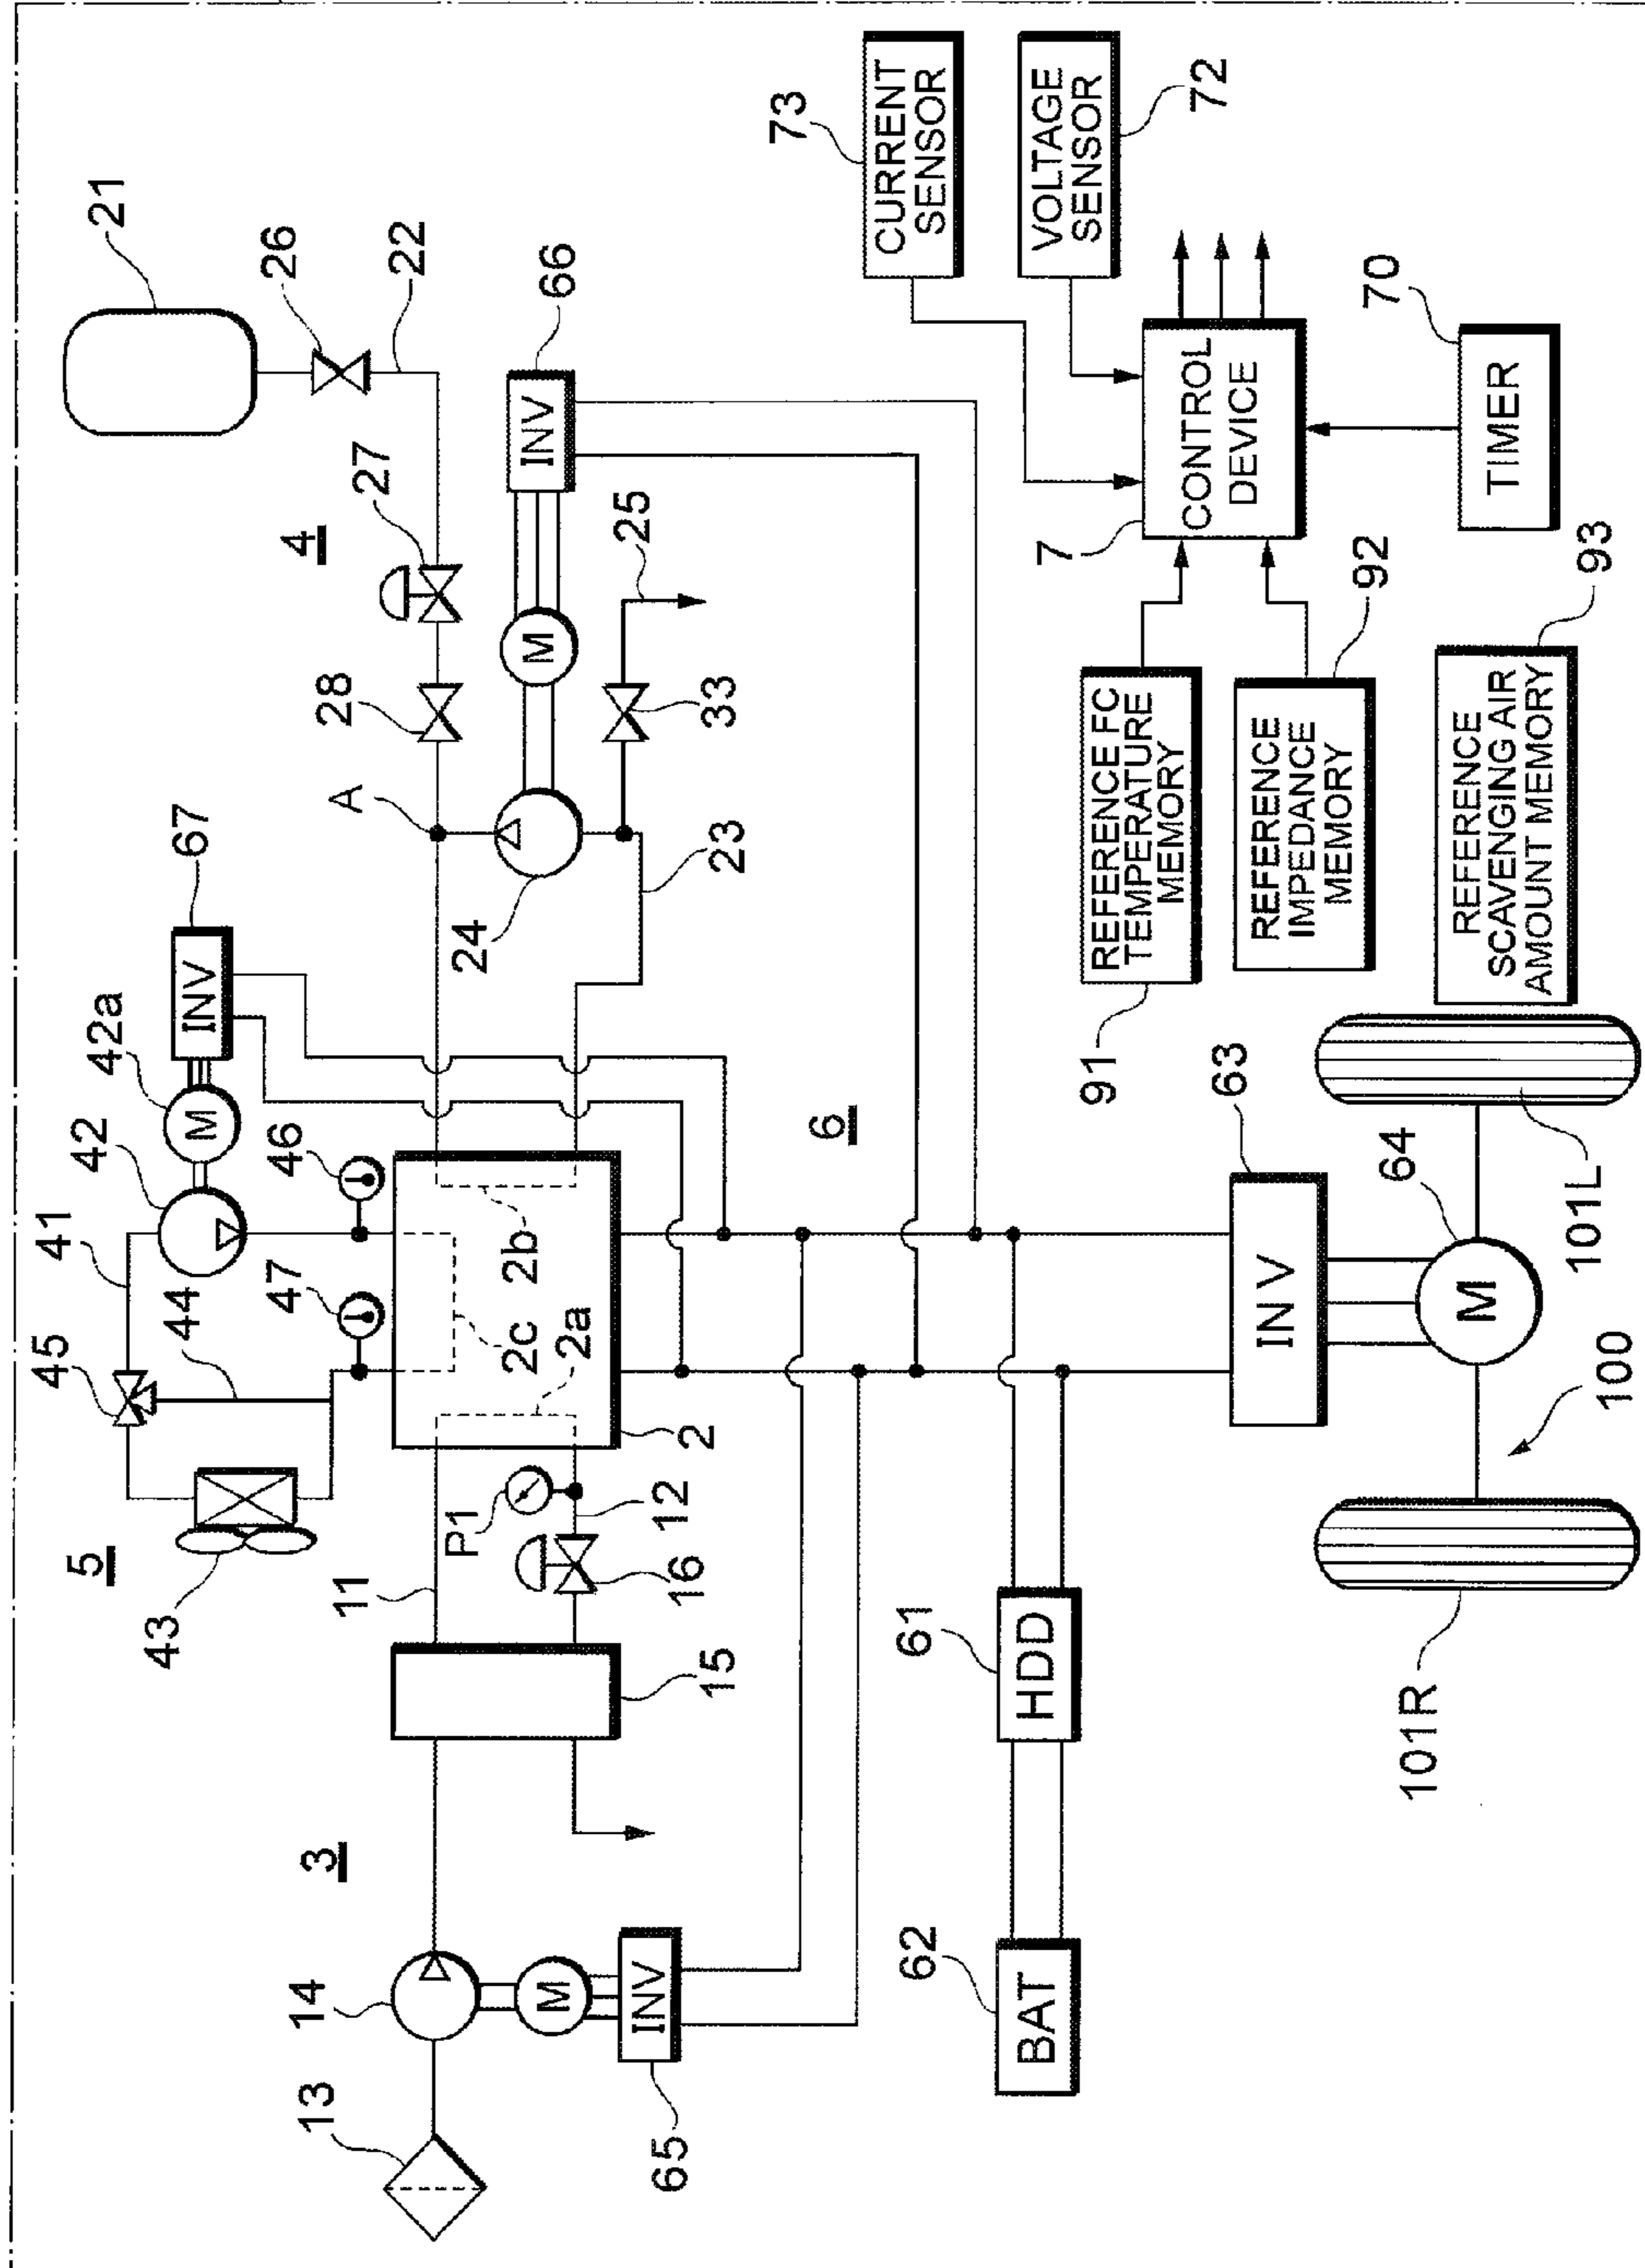 21
26
22
27
4
28
A
66
INV
M
25
33
24
23
67
INV
42a
M
42
41
46
47
44
45
5
43
2b
2c
2a
2
P1
12
11
16
15
3
14
13
M
INV
65
6
73
CURRENT
SENSOR
72
VOLTAGE
SENSOR
7
CONTROL
DEVICE
70
TIMER
91
REFERENCE FC
TEMPERATURE
MEMORY
92
REFERENCE
IMPEDANCE
MEMORY
93
REFERENCE
SCAVENGING AIR
AMOUNT MEMORY
61
HDD
62
BAT
63
INV
64
M
101L
101R
100